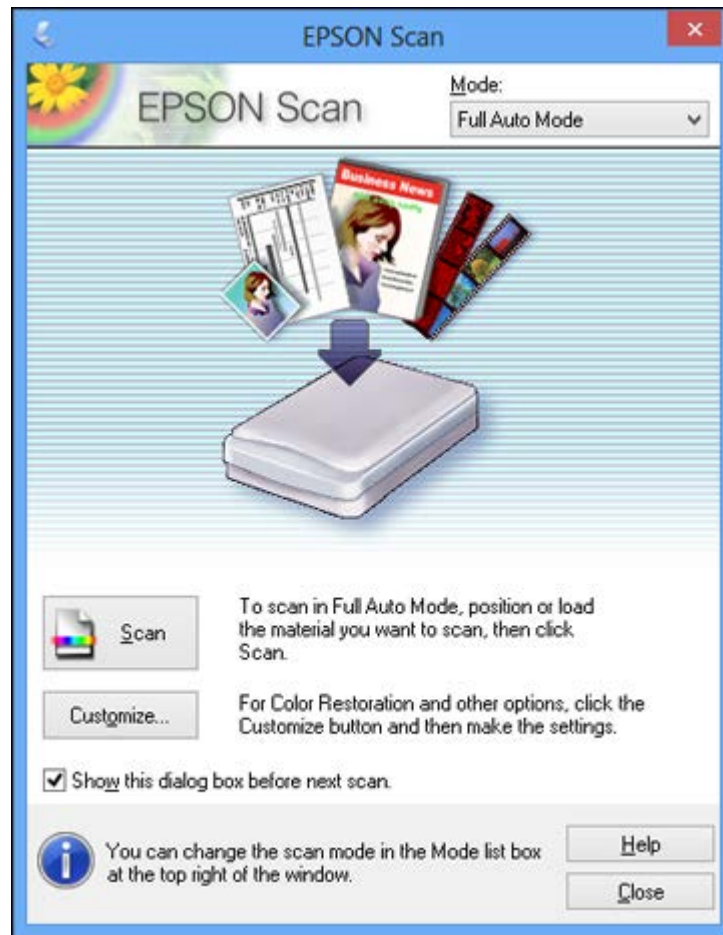 EPSON Scan
EPSON Scan
Mode:
Full Auto Mode
Business News
Scan
To scan in Full Auto Mode, position or load
the material you want to scan, then click
Scan.
Customize...
For Color Restoration and other options, click the
Customize button and then make the settings.
Show this dialog box before next scan.
You can change the scan mode in the Mode list box
at the top right of the window.
Help
Close